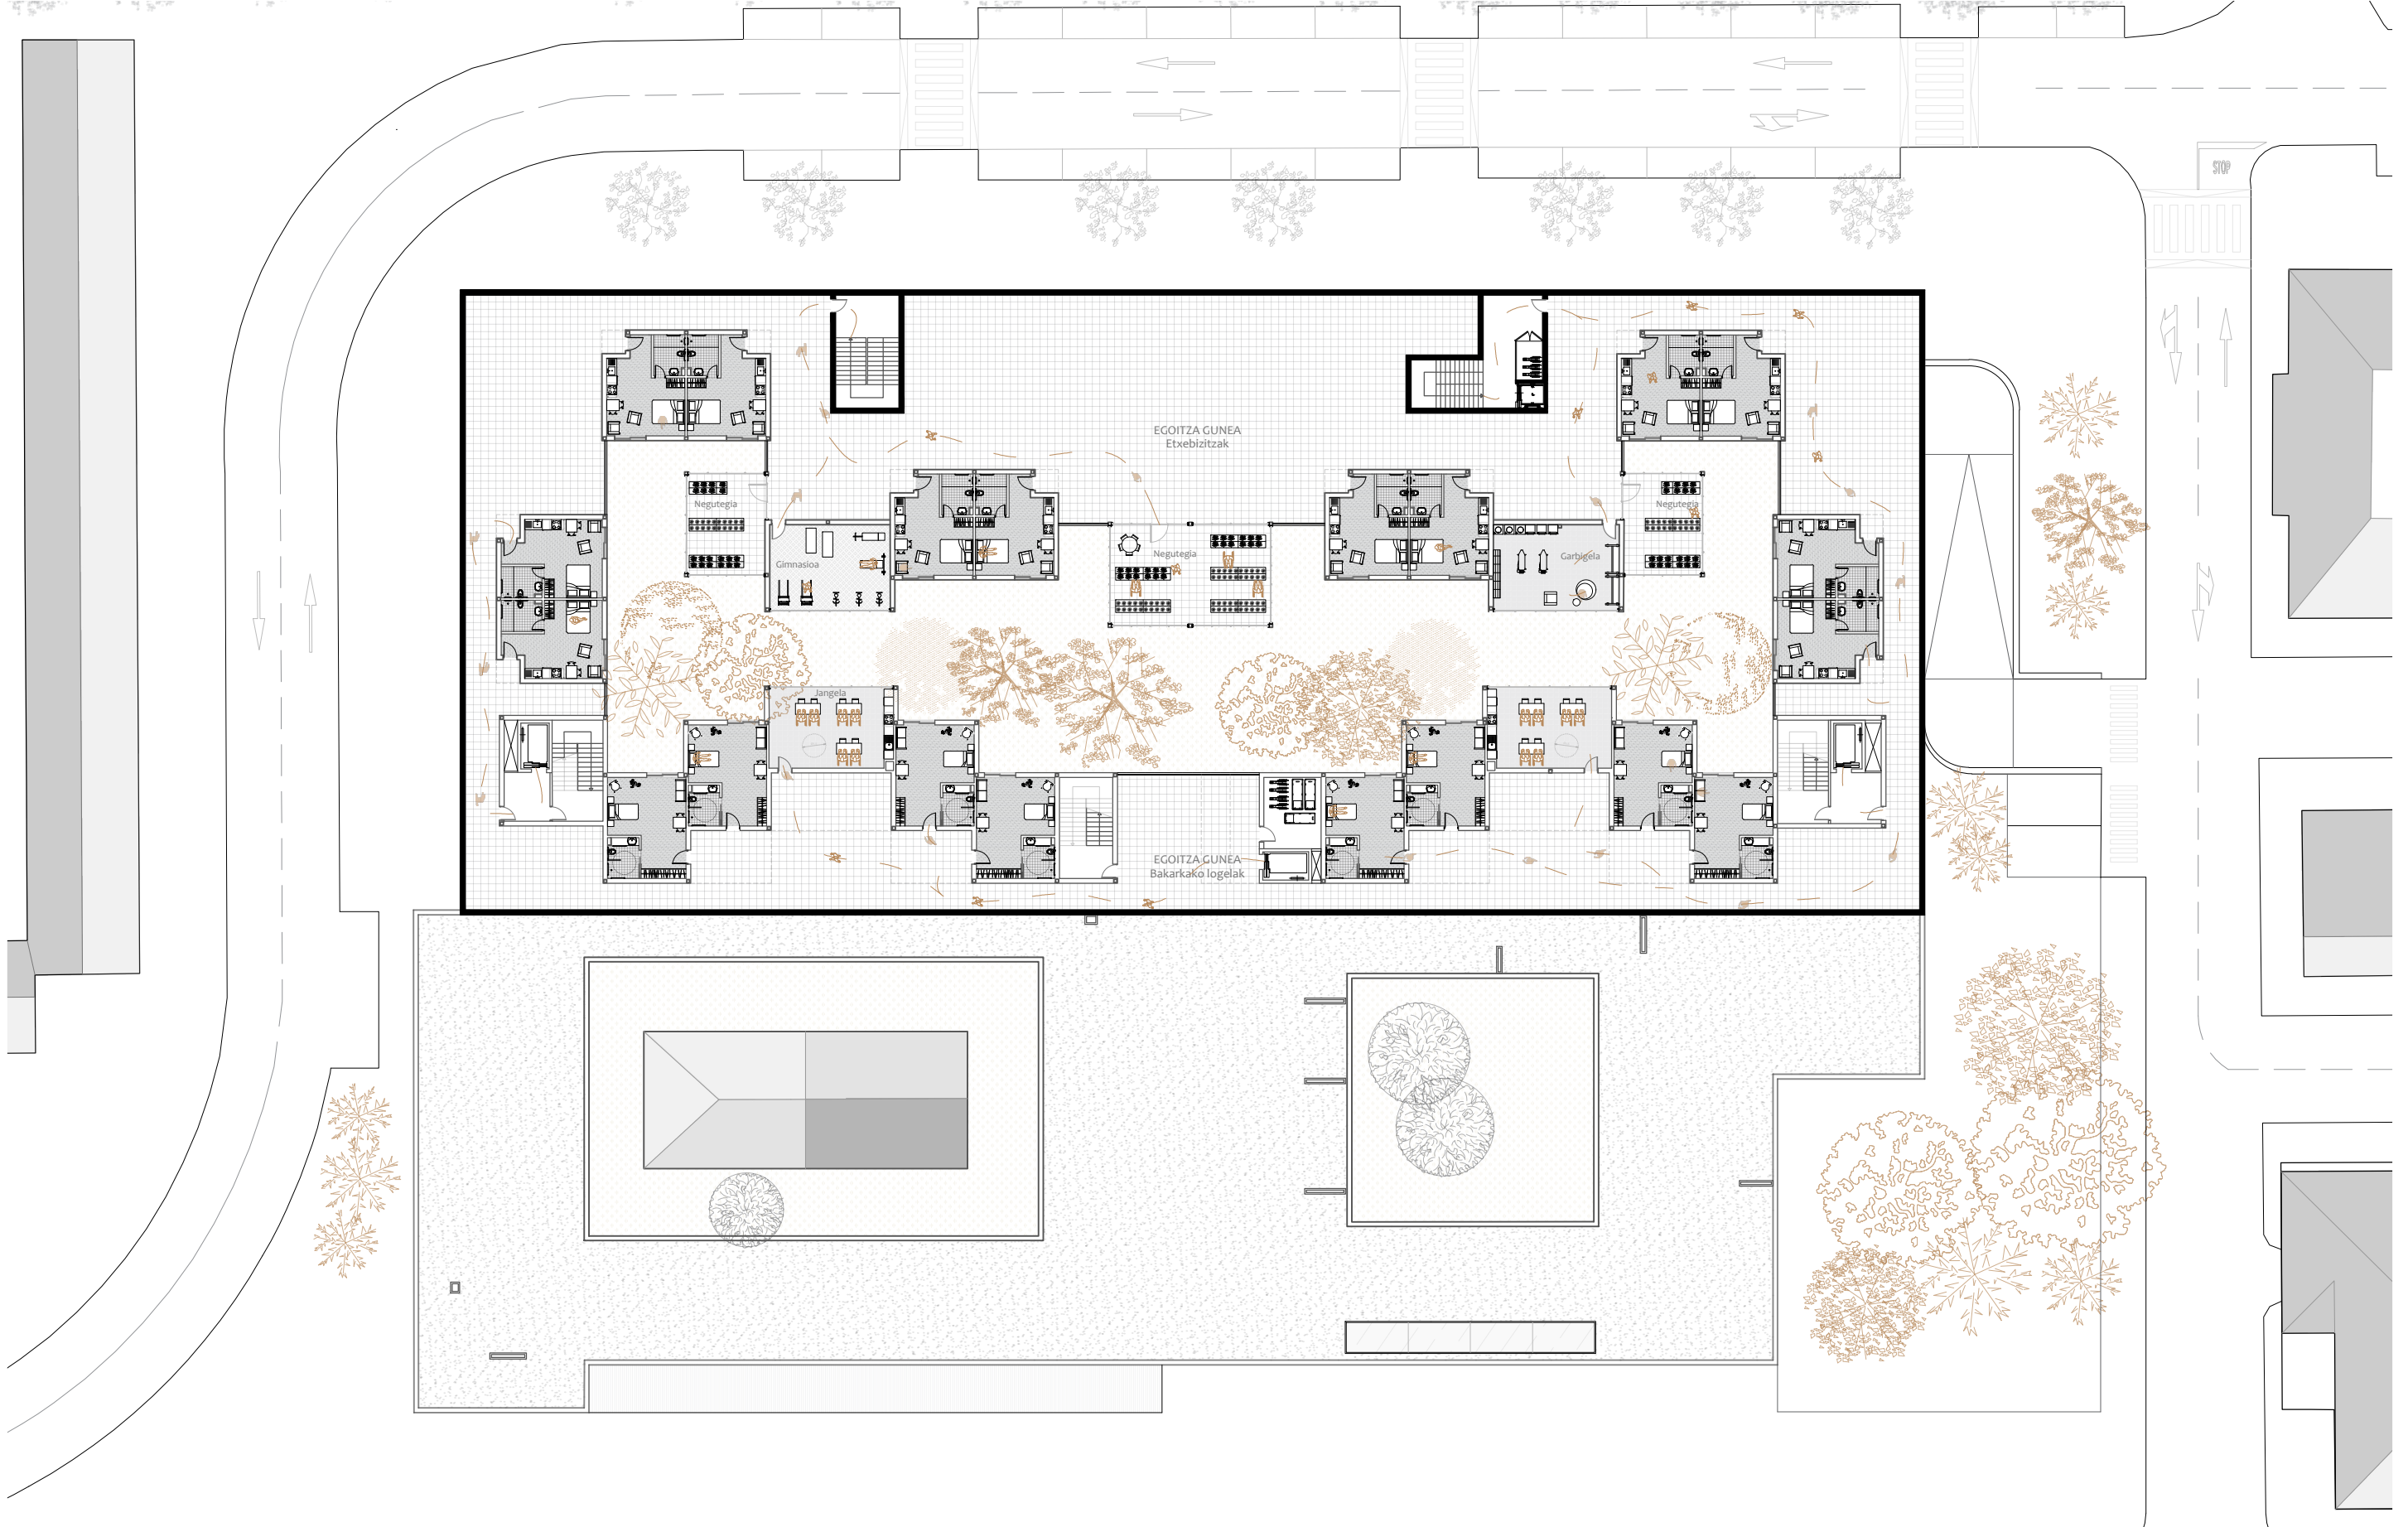 STOP
EGOITZA GUNEA
Etxebizitzak
Negutegia
Negutegia
Negutegia
Gimnasioa
Garbigela
Jangela
EGOITZA GUNEA
Bakarkako logelak